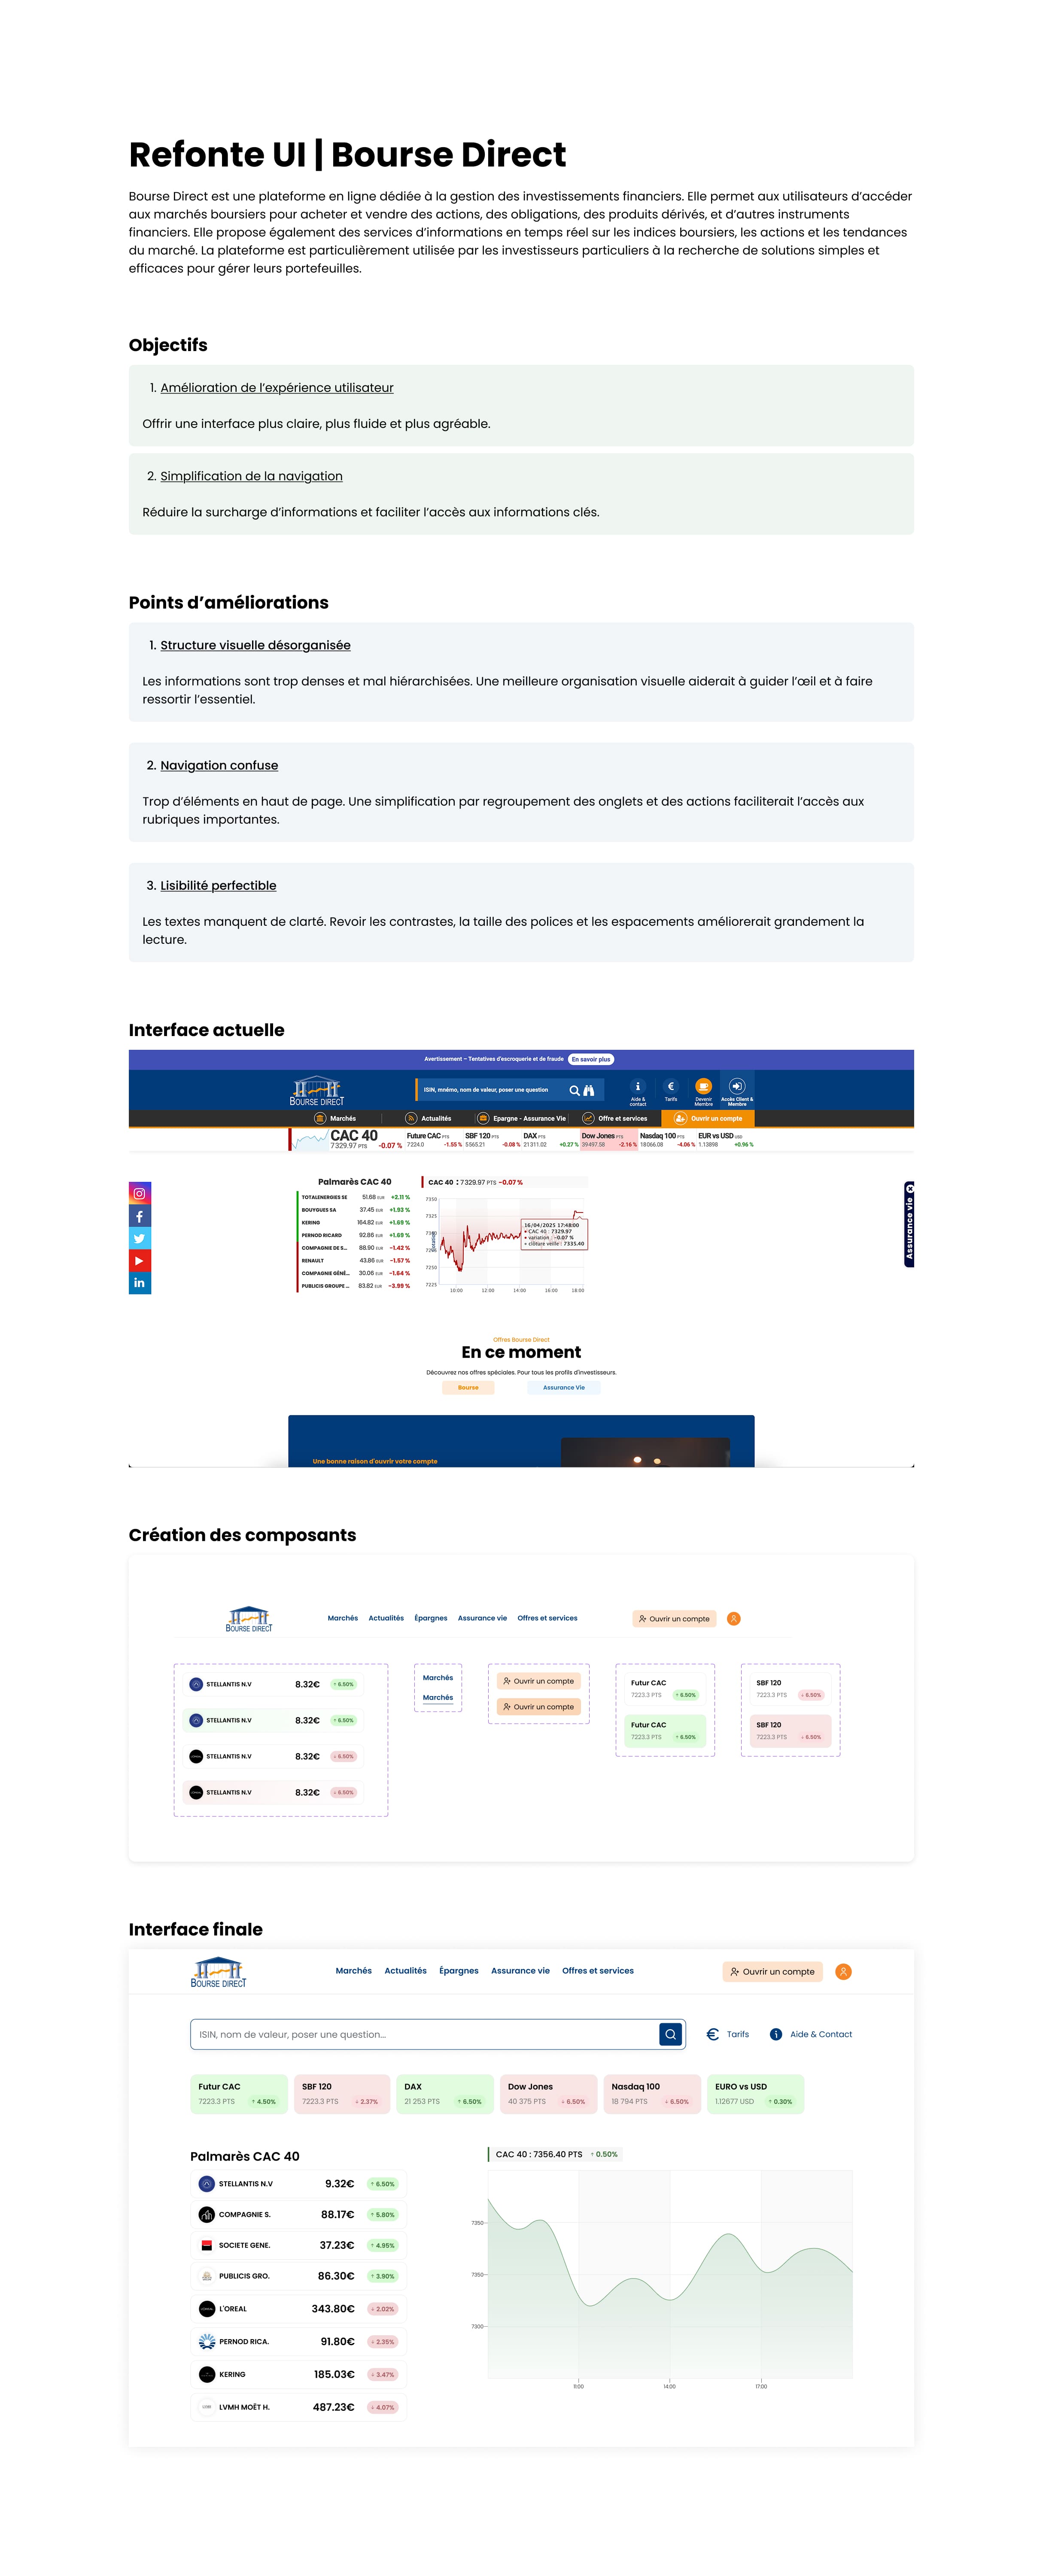 Refonte UI | Bourse Direct
Bourse Direct est une plateforme en ligne dédiée à la gestion des investissements financiers. Elle permet aux utilisateurs d’accéder
aux marchés boursiers pour acheter et vendre des actions, des obligations, des produits dérivés, et d’autres instruments
financiers. Elle propose également des services d’informations en temps réel sur les indices boursiers, les actions et les tendances
du marché. La plateforme est particulièrement utilisée par les investisseurs particuliers à la recherche de solutions simples et
efficaces pour gérer leurs portefeuilles.
Objectifs
1. Amélioration de l’expérience utilisateur
Offrir une interface plus claire, plus fluide et plus agréable.
2. Simplification de la navigation
Réduire la surcharge d’informations et faciliter l’accès aux informations clés.
Points d’améliorations
1. Structure visuelle désorganisée
Les informations sont trop denses et mal hiérarchisées. Une meilleure organisation visuelle aiderait à guider l’œil et à faire
ressortir l’essentiel.
2. Navigation confuse
Trop d’éléments en haut de page. Une simplification par regroupement des onglets et des actions faciliterait l’accès aux
rubriques importantes.
3. Lisibilité perfectible
Les textes manquent de clarté. Revoir les contrastes, la taille des polices et les espacements améliorerait grandement la
lecture.
Interface actuelle
Avertissement – Tentatives d'escroquerie et de fraude En savoir plus
BOURSE DIRECT
ISIN, mnémo, nom de valeur, poser une question
Aide & contact
Tarifs
Devenir Membre
Accès Client & Membre
Marchés Actualités Epargne - Assurance Vie Offre et services Ouvrir un compte
CAC 40 7329.97 PTS -0.07 %
Future CAC PTS 7224.0 -1.55 %
SBF 120 PTS 5565.21 -0.08 %
DAX PTS 21311.02 +0.27 %
Dow Jones PTS 39497.58 -2.16 %
Nasdaq 100 PTS 18066.08 -4.06 %
EUR vs USD USD 1.13898 +0.96 %
Palmarès CAC 40
TOTALENERGIES SE 51.68 EUR +2.11 %
BOUYGUES SA 37.45 EUR +1.93 %
KERING 164.82 EUR +1.69 %
PERNOD RICARD 92.86 EUR +1.69 %
COMPAGNIE DE S... 88.90 EUR -1.42 %
RENAULT 43.86 EUR -1.57 %
COMPAGNIE GÉNÉ... 30.06 EUR -1.64 %
PUBLICIS GROUPE ... 83.82 EUR -3.99 %
CAC 40 : 7329.97 PTS -0.07 %
7350
7325
7250
7225
16/04/2025 17:48:00
• CAC 40 : 7329.97
• variation : -0.07 %
• clôture veille : 7335.40
10:00 12:00 14:00 16:00 18:00
Assurance vie
Offres Bourse Direct
En ce moment
Découvrez nos offres spéciales. Pour tous les profils d'investisseurs.
Bourse Assurance Vie
Une bonne raison d'ouvrir votre compte
Création des composants
BOURSE DIRECT
Marchés Actualités Épargnes Assurance vie Offres et services Ouvrir un compte
STELLANTIS N.V 8.32€ ↑ 6.50%
STELLANTIS N.V 8.32€ ↑ 6.50%
STELLANTIS N.V 8.32€ ↓ 6.50%
STELLANTIS N.V 8.32€ ↓ 6.50%
Marchés
Marchés
Ouvrir un compte
Ouvrir un compte
Futur CAC
7223.3 PTS ↑ 6.50%
Futur CAC
7223.3 PTS ↑ 6.50%
SBF 120
7223.3 PTS ↓ 6.50%
SBF 120
7223.3 PTS ↓ 6.50%
Interface finale
BOURSE DIRECT
Marchés Actualités Épargnes Assurance vie Offres et services Ouvrir un compte
ISIN, nom de valeur, poser une question... Tarifs Aide & Contact
Futur CAC
7223.3 PTS ↑ 4.50%
SBF 120
7223.3 PTS ↓ 2.37%
DAX
21 253 PTS ↑ 6.50%
Dow Jones
40 375 PTS ↓ 6.50%
Nasdaq 100
18 794 PTS ↓ 6.50%
EURO vs USD
1.12677 USD ↑ 0.30%
Palmarès CAC 40
STELLANTIS N.V 9.32€ ↑ 6.50%
COMPAGNIE S. 88.17€ ↑ 5.80%
SOCIETE GENE. 37.23€ ↑ 4.95%
PUBLICIS GRO. 86.30€ ↑ 3.90%
L'OREAL 343.80€ ↓ 2.02%
PERNOD RICA. 91.80€ ↓ 2.35%
KERING 185.03€ ↓ 3.47%
LVMH MOËT H. 487.23€ ↓ 4.07%
CAC 40 : 7356.40 PTS ↑ 0.50%
7350
7350
7300
11:00 14:00 17:00